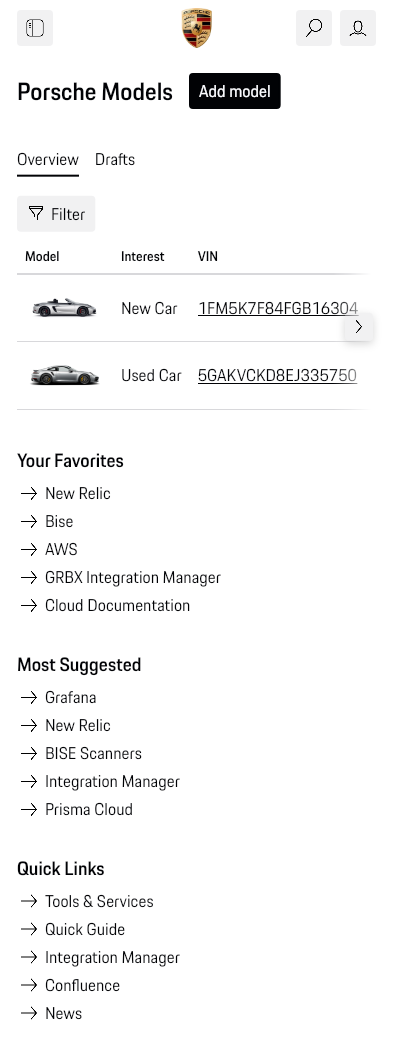 Porsche Models
Add model
Overview Drafts
Filter
Model Interest VIN
New Car 1FM5K7F84FGB16304
Used Car 5GAKVCKD8EJ335750
Your Favorites
New Relic
Bise
AWS
GRBX Integration Manager
Cloud Documentation
Most Suggested
Grafana
New Relic
BISE Scanners
Integration Manager
Prisma Cloud
Quick Links
Tools & Services
Quick Guide
Integration Manager
Confluence
News